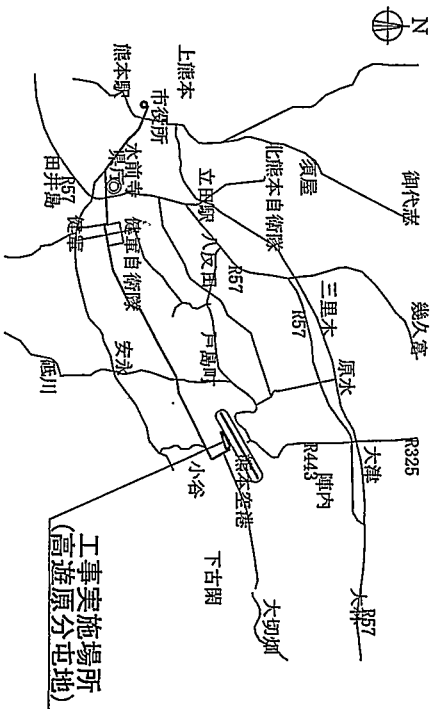 N
御代志
幾久富
R325
須屋
上熊本
北熊本自衛隊
三里木
原水
大津
熊本駅
市役所
立田駅
R57
R57
R443
陣内
R57
大林
水前寺
県庁
八反田
R57
田井島
健軍
健軍自衛隊
戸島町
熊本空港
安永
小谷
下古閑
大切畑
砥川
工事実施場所
(高遊原分屯地)